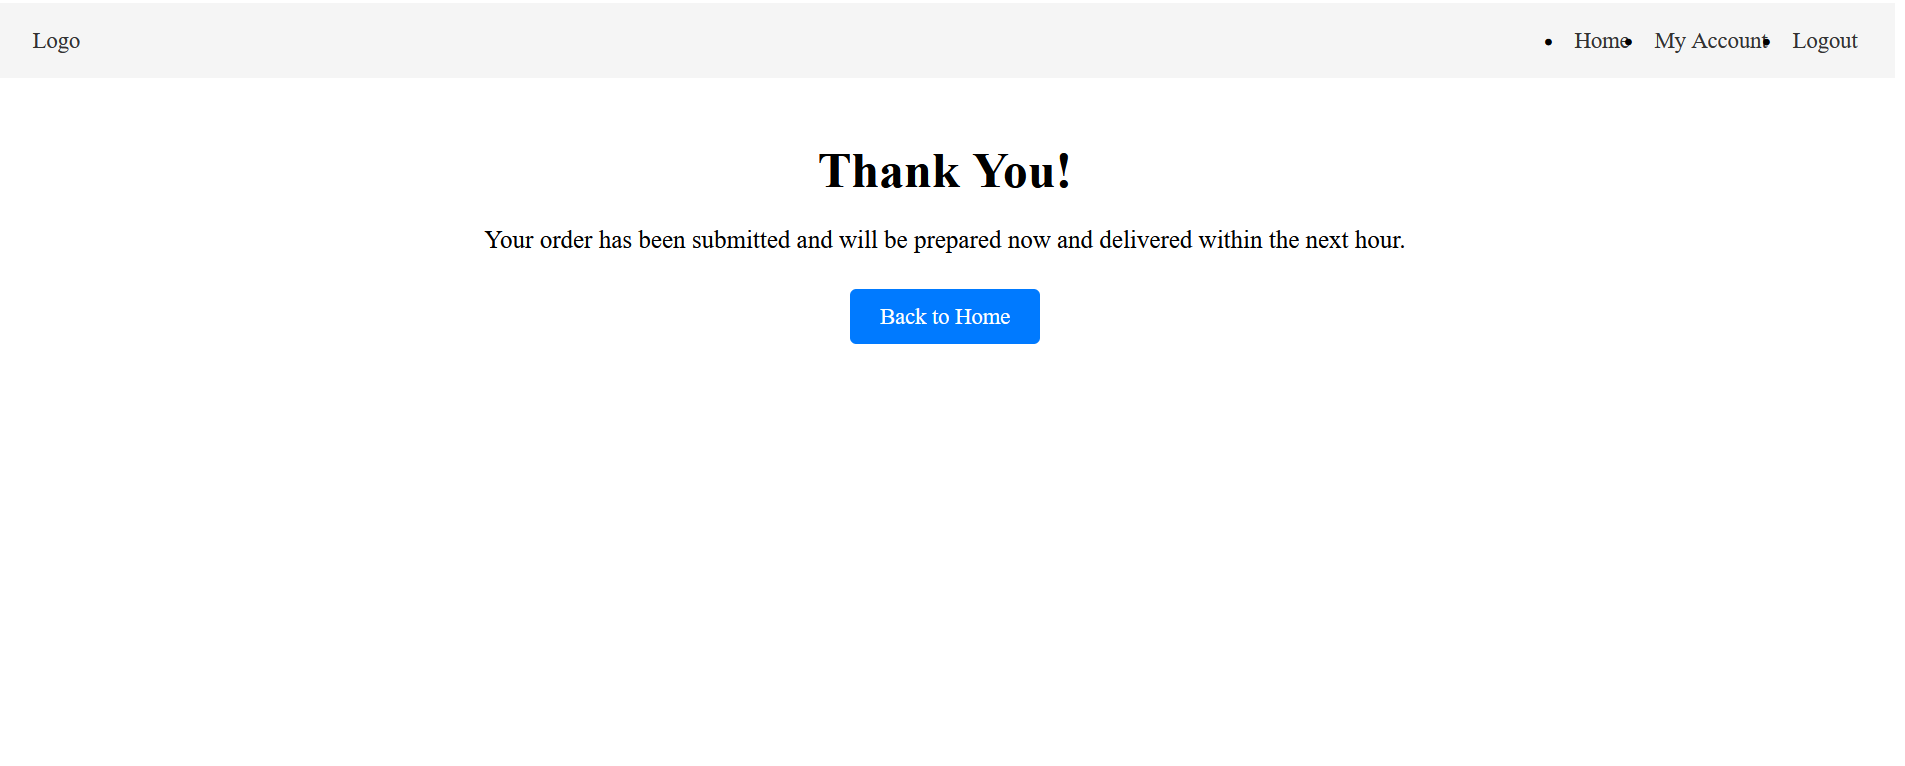 Logo
• Home • My Account • Logout
Thank You!
Your order has been submitted and will be prepared now and delivered within the next hour.
Back to Home